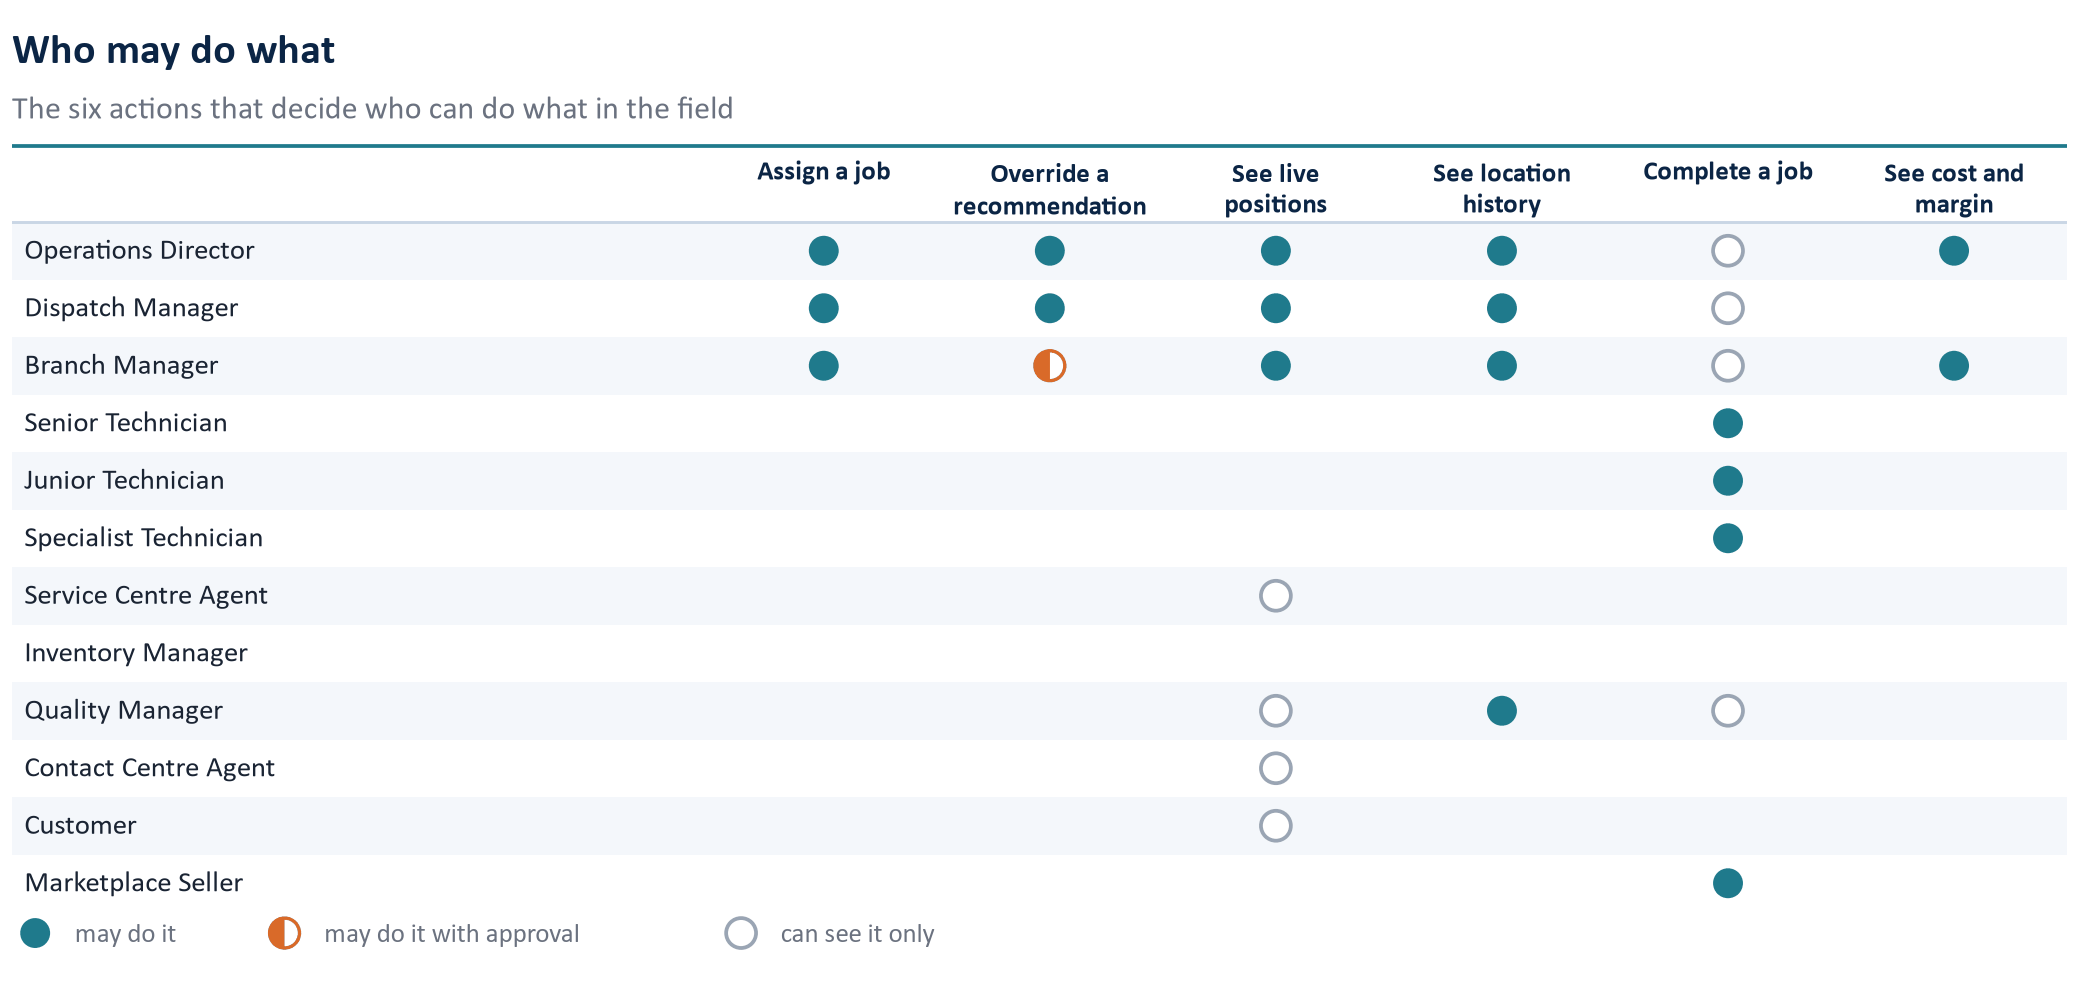 Who may do what
The six actions that decide who can do what in the field
Assign a job
Override a
recommendation
See live
positions
See location
history
Complete a job
See cost and
margin
Operations Director
Dispatch Manager
Branch Manager
Senior Technician
Junior Technician
Specialist Technician
Service Centre Agent
Inventory Manager
Quality Manager
Contact Centre Agent
Customer
Marketplace Seller
may do it
may do it with approval
can see it only